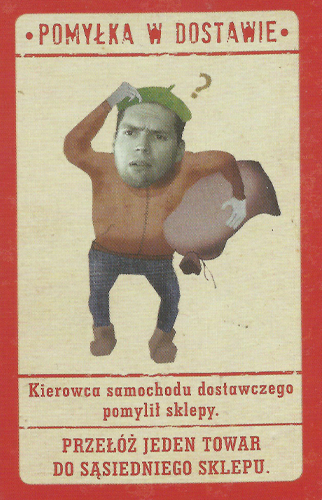 • POMYŁKA W DOSTAWIE •
?
Kierowca samochodu dostawczego
pomylił sklepy.
PRZEŁÓŻ JEDEN TOWAR
DO SĄSIEDNIEGO SKLEPU.